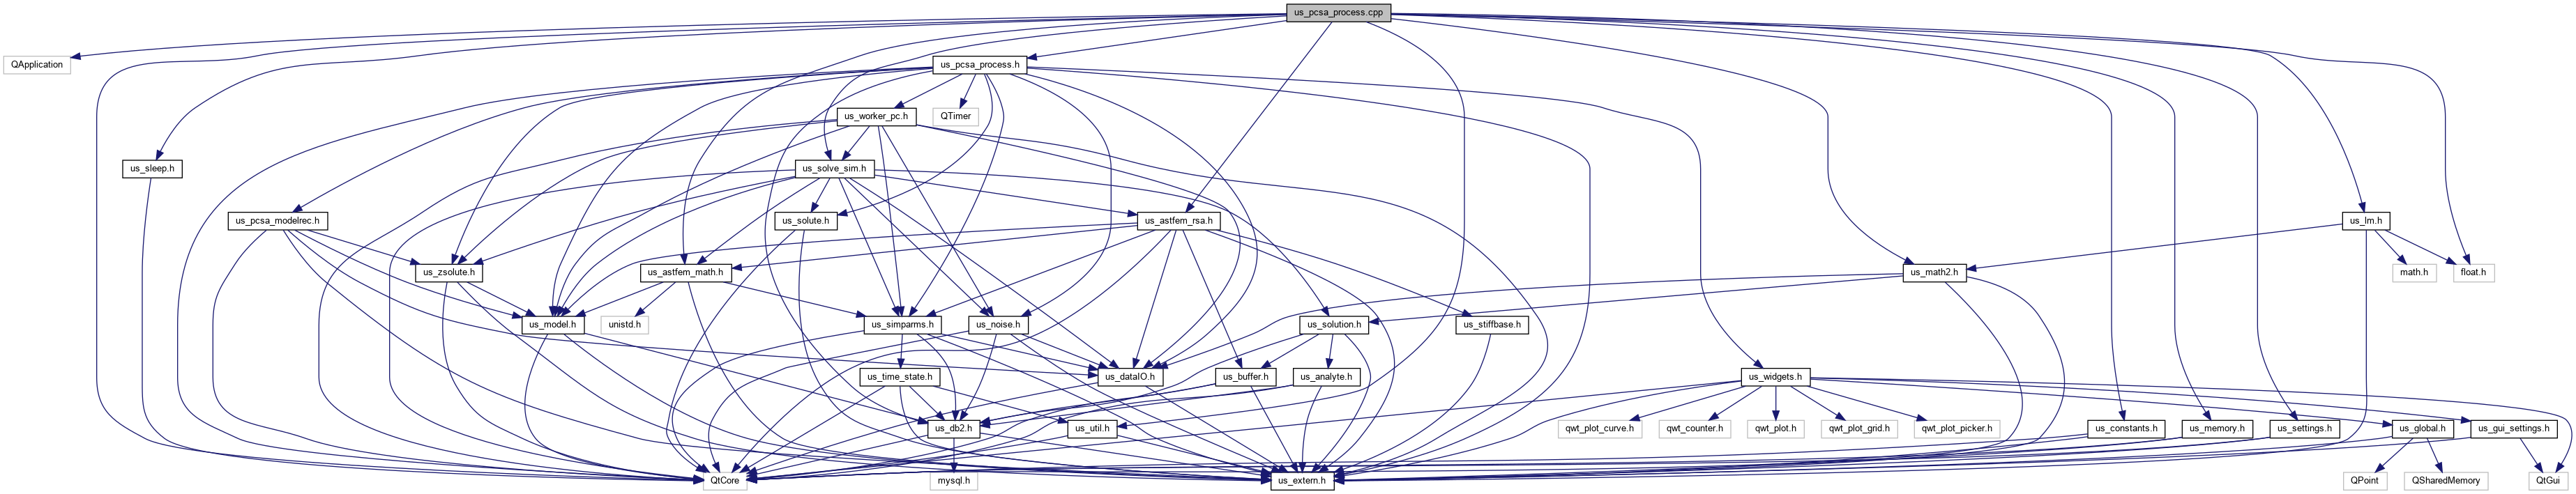 us_pcsa_process.cpp
QApplication
us_pcsa_process.h
us_worker_pc.h
QTimer
us_sleep.h
us_solve_sim.h
us_pcsa_modelrec.h
us_solute.h
us_astfem_rsa.h
us_lm.h
us_zsolute.h
us_astfem_math.h
us_math2.h
math.h
float.h
us_model.h
unistd.h
us_simparms.h
us_noise.h
us_solution.h
us_stiffbase.h
us_time_state.h
us_dataIO.h
us_buffer.h
us_analyte.h
us_widgets.h
us_db2.h
us_util.h
qwt_plot_curve.h
qwt_counter.h
qwt_plot.h
qwt_plot_grid.h
qwt_plot_picker.h
us_constants.h
us_memory.h
us_settings.h
us_global.h
us_gui_settings.h
QtCore
mysql.h
us_extern.h
QPoint
QSharedMemory
QtGui